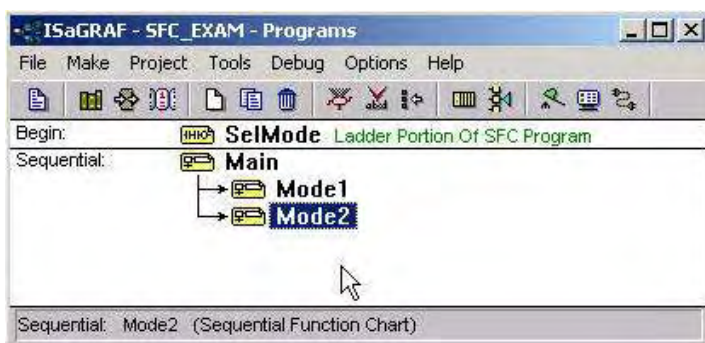 ISaGRAF - SFC_EXAM - Programs
File Make Project Tools Debug Options Help
Begin: SelMode Ladder Portion Of SFC Program
Sequential: Main
Mode1
Mode2
Sequential: Mode2 (Sequential Function Chart)